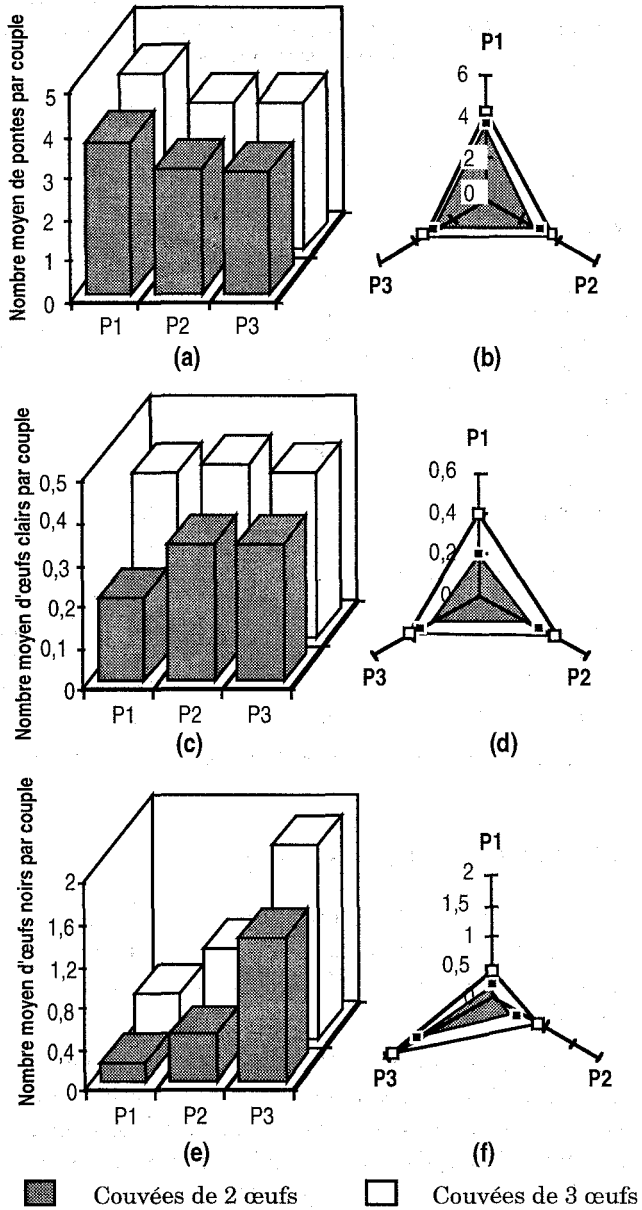 Nombre moyen de pontes par couple
5
4
3
2
1
0
P1 P2 P3
(a)
P1
6
4
2
0
P3
P2
(b)
Nombre moyen d'œufs clairs par couple
0,5
0,4
0,3
0,2
0,1
0
P1 P2 P3
(c)
P1
0,6
0,4
0,2
0
P3
P2
(d)
Nombre moyen d'œufs noirs par couple
2
1,6
1,2
0,8
0,4
0
P1 P2 P3
(e)
P1
2
1,5
1
0,5
0
P3
P2
(f)
Couvées de 2 œufs
Couvées de 3 œufs